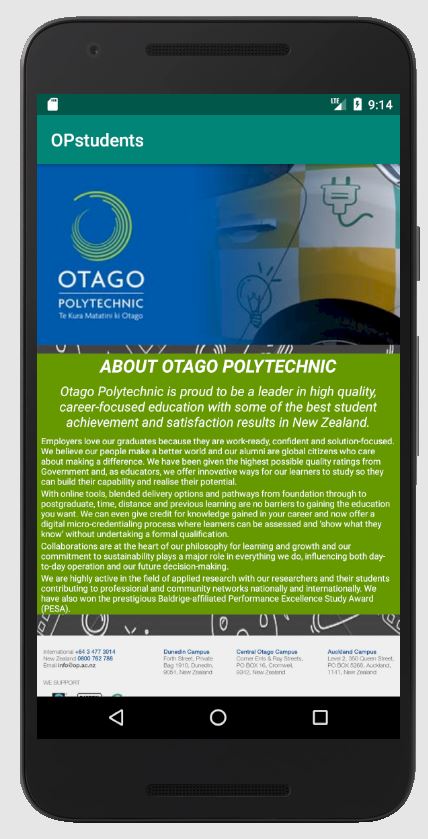 LTE 9:14
OPstudents
OTAGO
POLYTECHNIC
Te Kura Matatini ki Otago
ABOUT OTAGO POLYTECHNIC
Otago Polytechnic is proud to be a leader in high quality,
career-focused education with some of the best student
achievement and satisfaction results in New Zealand.
Employers love our graduates because they are work-ready, confident and solution-focused.
We believe our people make a better world and our alumni are global citizens who care
about making a difference. We have been given the highest possible quality ratings from
Government and, as educators, we offer innovative ways for our learners to study so they
can build their capability and realise their potential.
With online tools, blended delivery options and pathways from foundation through to
postgraduate, time, distance and previous learning are no barriers to gaining the education
you want. We can even give credit for knowledge gained in your career and now offer a
digital micro-credentialing process where learners can be assessed and 'show what they
know' without undertaking a formal qualification.
Collaborations are at the heart of our philosophy for learning and growth and our
commitment to sustainability plays a major role in everything we do, influencing both day-
to-day operation and our future decision-making.
We are highly active in the field of applied research with our researchers and their students
contributing to professional and community networks nationally and internationally. We
have also won the prestigious Baldrige-affiliated Performance Excellence Study Award
(PESA).
International +64 3 477 3014
New Zealand 0800 762 786
Email info@op.ac.nz
WE SUPPORT
Dunedin Campus
Forth Street, Private
Bag 1910, Dunedin,
9054, New Zealand
Central Otago Campus
Corner Erris & Ray Streets,
PO BOX 16, Cromwell,
9342, New Zealand
Auckland Campus
Level 2, 350 Queen Street,
PO BOX 5268, Auckland,
1141, New Zealand